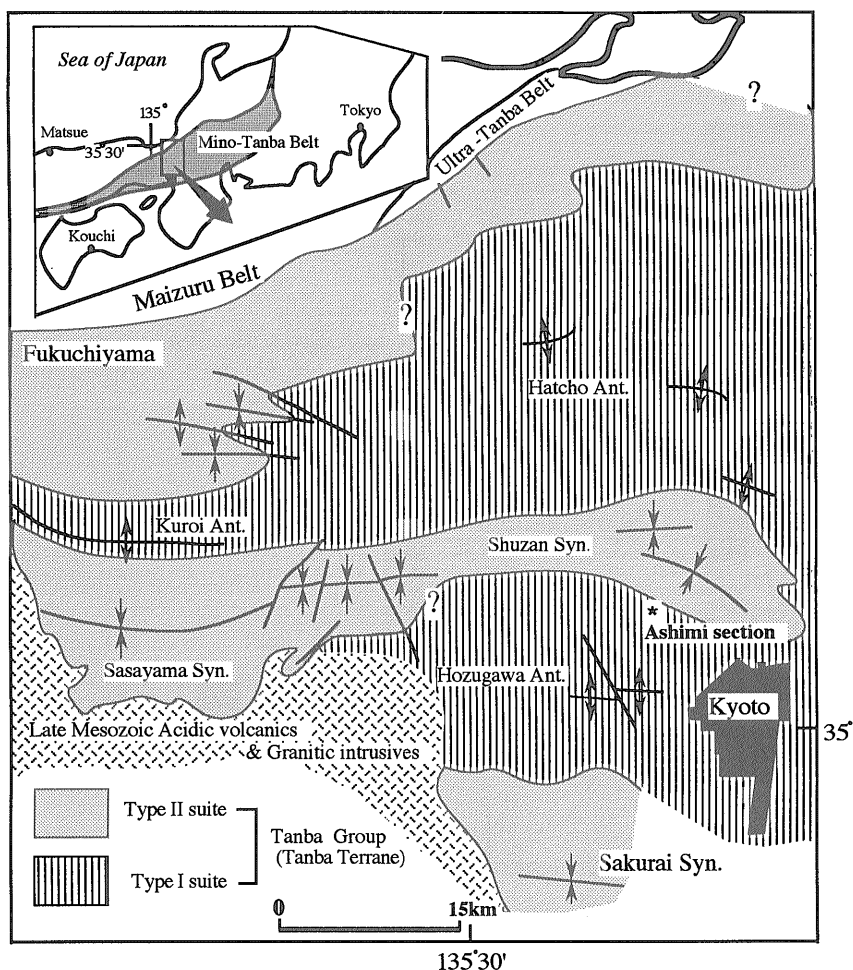 Sea of Japan
135°
Tokyo
Matsue
35°30'
Mino-Tanba Belt
Kouchi
?
Ultra-Tanba Belt
Maizuru Belt
?
Fukuchiyama
Hatcho Ant.
Kuroi Ant.
Shuzan Syn.
?
*
Ashimi section
Sasayama Syn.
Hozugawa Ant.
Kyoto
Late Mesozoic Acidic volcanics
& Granitic intrusives
35°
Type II suite
Tanba Group
(Tanba Terrane)
Type I suite
Sakurai Syn.
0 15km
135°30'